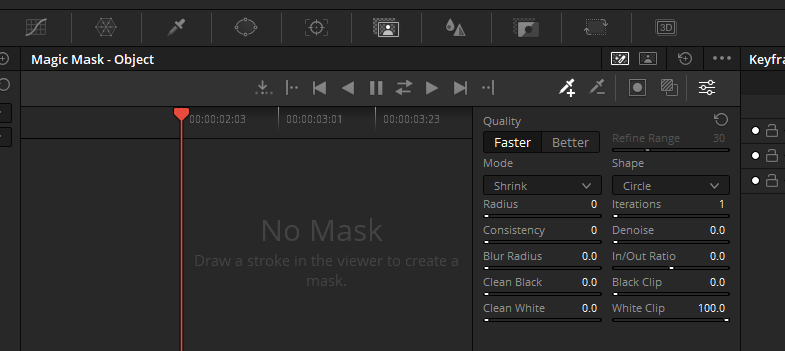 3D
Magic Mask - Object
Keyfra
00:00:02:03
00:00:03:01
00:00:03:23
Quality
Faster
Better
Refine Range
30
Mode
Shape
Shrink
Circle
Radius
0
Iterations
1
Consistency
0
Denoise
0.0
Blur Radius
0.0
In/Out Ratio
0.0
Clean Black
0.0
Black Clip
0.0
Clean White
0.0
White Clip
100.0
No Mask
Draw a stroke in the viewer to create a
mask.